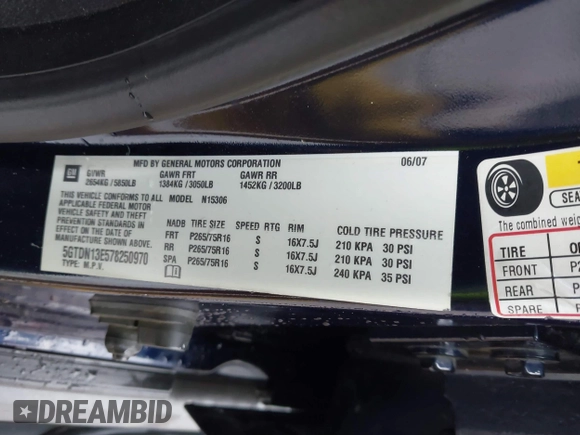 MFD BY GENERAL MOTORS CORPORATION 06/07
GM GVWR GAWR FRT GAWR RR
2654KG/5850LB 1384KG/3050LB 1452KG/3200LB
THIS VEHICLE CONFORMS TO ALL
APPLICABLE FEDERAL MOTOR
VEHICLE SAFETY AND THEFT
PREVENTION STANDARDS IN
EFFECT ON THE DATE OF
MANUFACTURE SHOWN ABOVE.
5GTDN13E578250970
TYPE: M.P.V.
MODEL N15306
NADB TIRE SIZE SPEED RTG RIM COLD TIRE PRESSURE
FRT P265/75R16 S 16X7.5J 210 KPA 30 PSI
RR P265/75R16 S 16X7.5J 210 KPA 30 PSI
SPA P265/75R16 S 16X7.5J 240 KPA 35 PSI
SEA
The combined weig
TIRE
FRONT
REAR
SPARE
DREAMBID